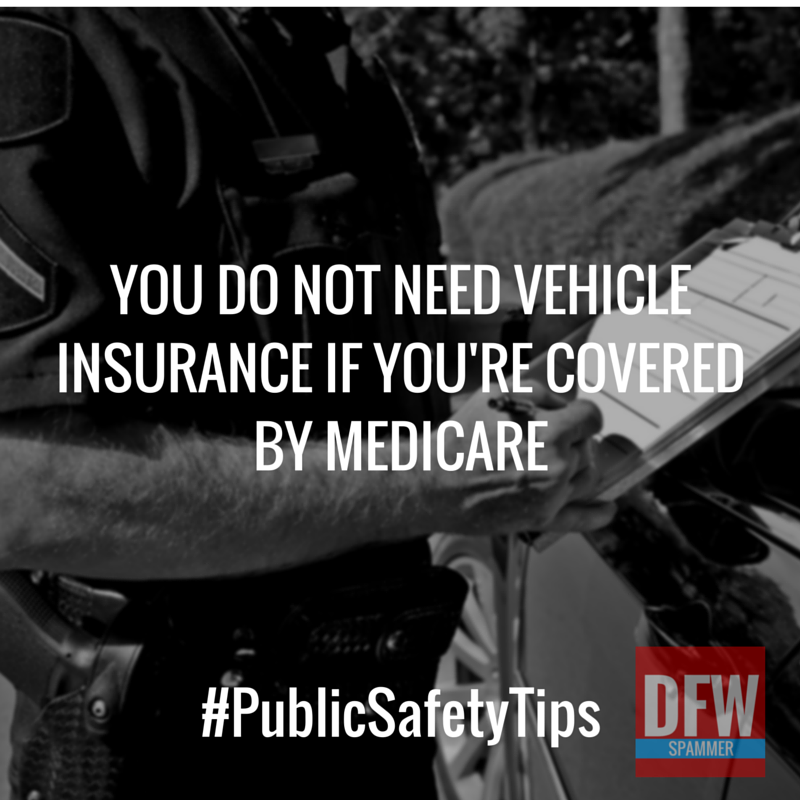 YOU DO NOT NEED VEHICLE
INSURANCE IF YOU'RE COVERED
BY MEDICARE
#PublicSafetyTips
DFW
SPAMMER